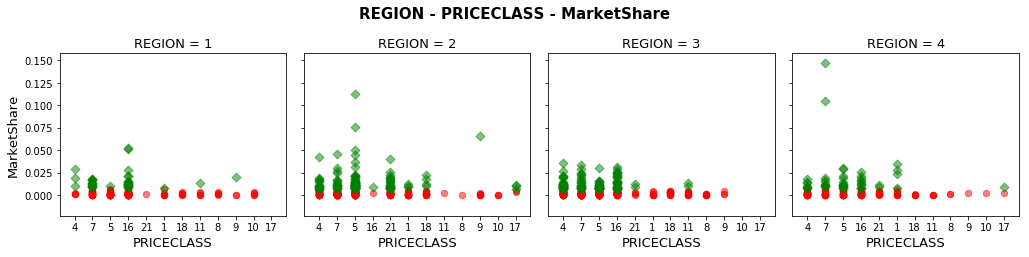 REGION - PRICECLASS - MarketShare
REGION = 1
REGION = 2
REGION = 3
REGION = 4
MarketShare
0.150
0.125
0.100
0.075
0.050
0.025
0.000
4 7 5 16 21 1 18 11 8 9 10 17
4 7 5 16 21 1 18 11 8 9 10 17
4 7 5 16 21 1 18 11 8 9 10 17
4 7 5 16 21 1 18 11 8 9 10 17
PRICECLASS
PRICECLASS
PRICECLASS
PRICECLASS